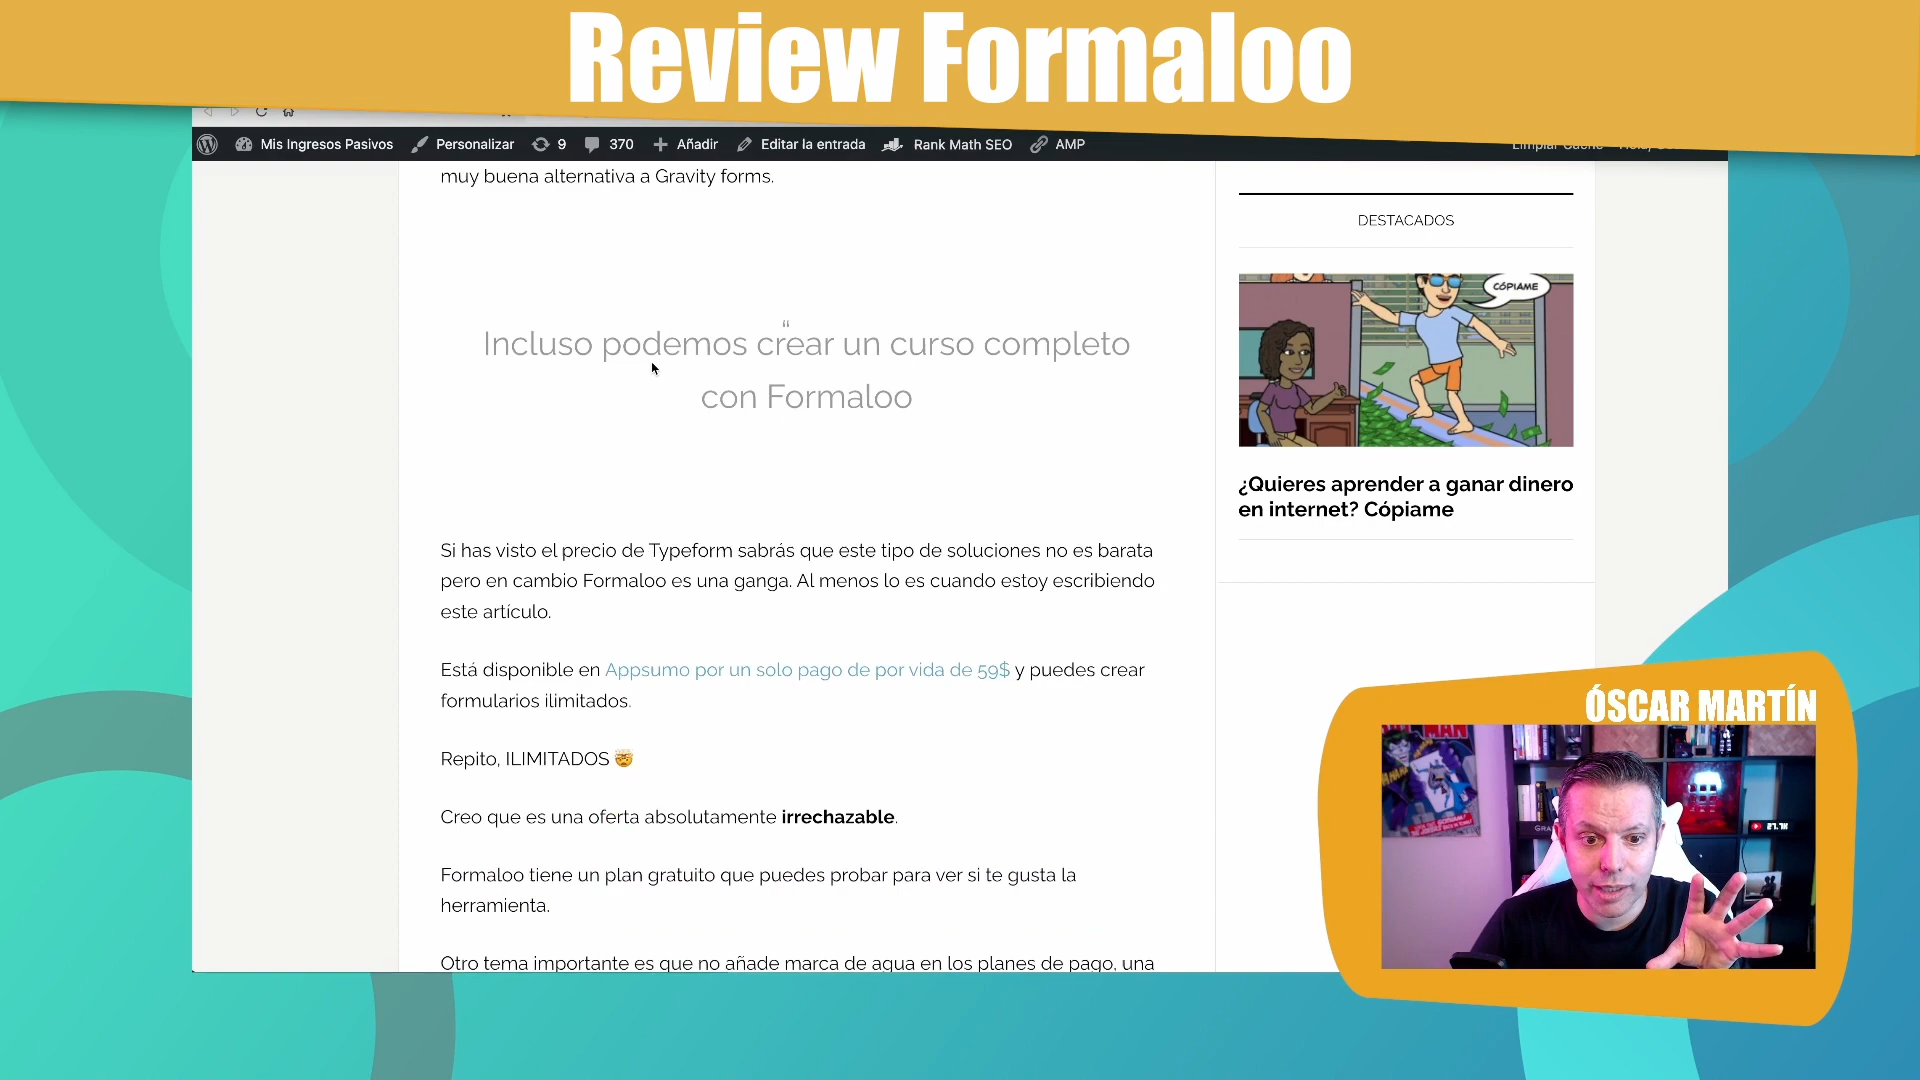 Review Formaloo
Mis Ingresos Pasivos
Personalizar
9
370
Añadir
Editar la entrada
Rank Math SEO
AMP
muy buena alternativa a Gravity forms.
“
Incluso podemos crear un curso completo
con Formaloo
Si has visto el precio de Typeform sabrás que este tipo de soluciones no es barata
pero en cambio Formaloo es una ganga. Al menos lo es cuando estoy escribiendo
este artículo.
Está disponible en Appsumo por un solo pago de por vida de 59$ y puedes crear
formularios ilimitados.
Repito, ILIMITADOS 🤯
Creo que es una oferta absolutamente irrechazable.
Formaloo tiene un plan gratuito que puedes probar para ver si te gusta la
herramienta.
Otro tema importante es que no añade marca de agua en los planes de pago, una
DESTACADOS
CÓPIAME
¿Quieres aprender a ganar dinero
en internet? Cópiame
ÓSCAR MARTÍN